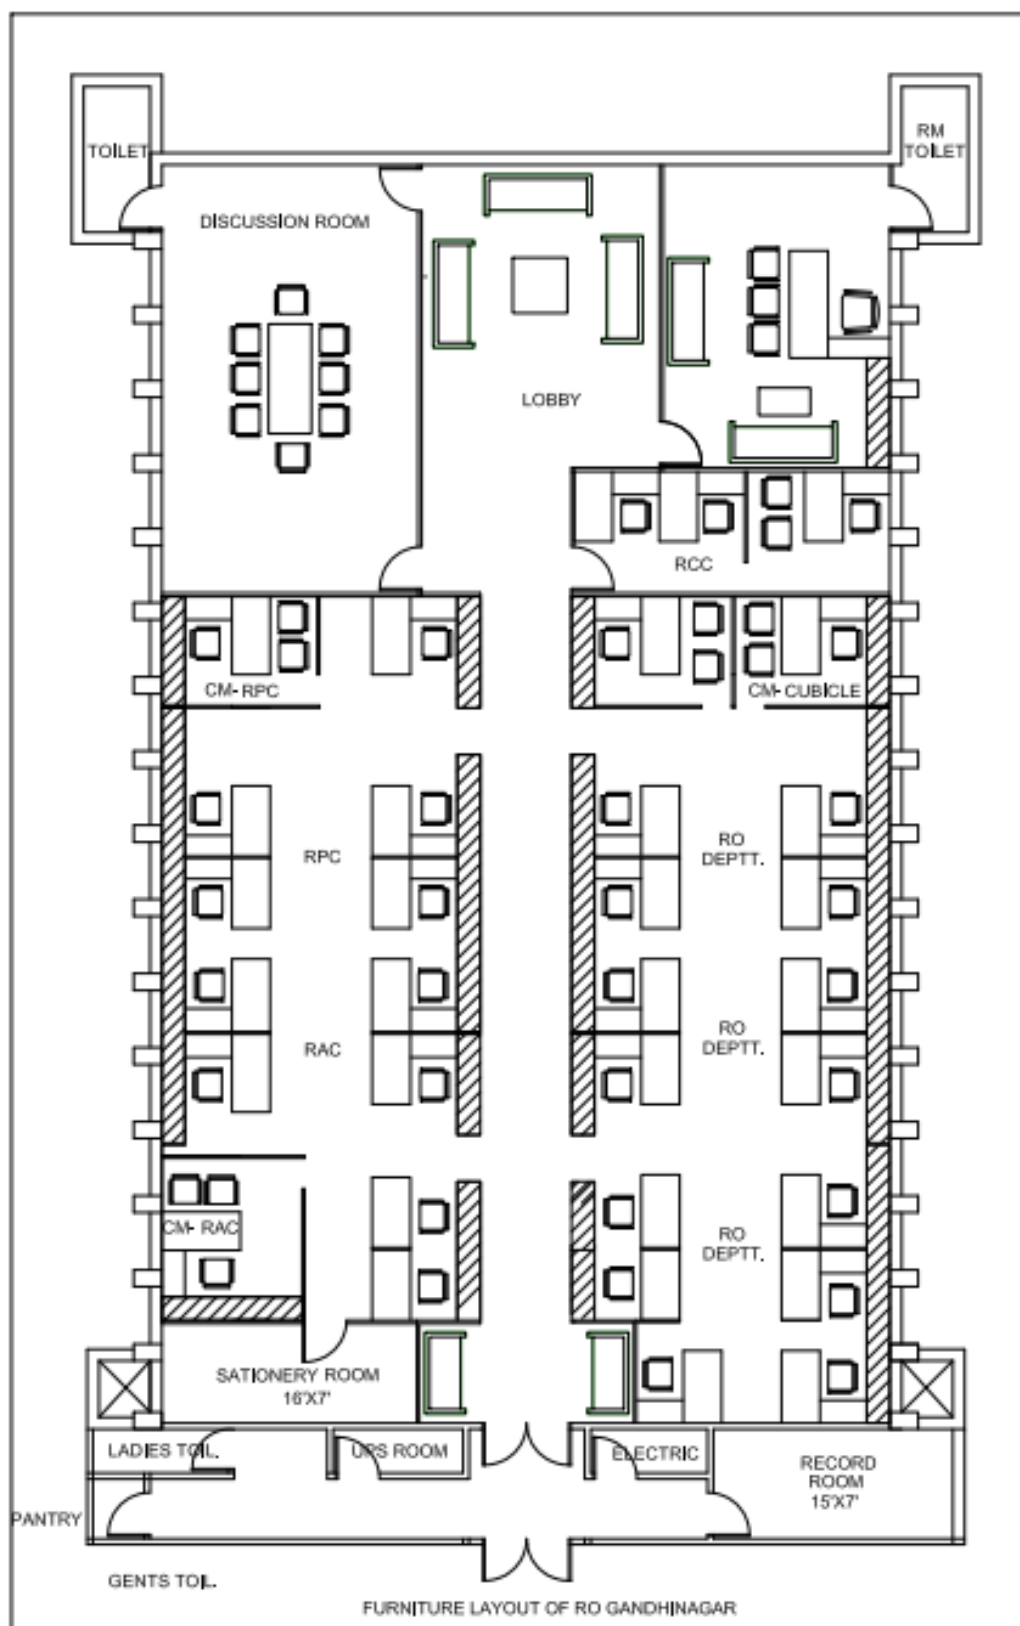 TOILET
RM
TOILET
DISCUSSION ROOM
LOBBY
RCC
CM- RPC
CM- CUBICLE
RPC
RO
DEPTT.
RAC
RO
DEPTT.
CM- RAC
RO
DEPTT.
SATIONERY ROOM
16'X7'
LADIES TOIL.
UPS ROOM
ELECTRIC
RECORD
ROOM
15'X7'
PANTRY
GENTS TOIL.
FURNITURE LAYOUT OF RO GANDHINAGAR